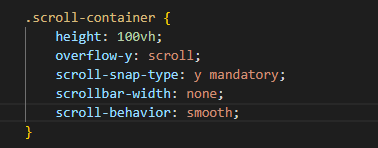 .scroll-container {
    height: 100vh;
    overflow-y: scroll;
    scroll-snap-type: y mandatory;
    scrollbar-width: none;
    scroll-behavior: smooth;
}